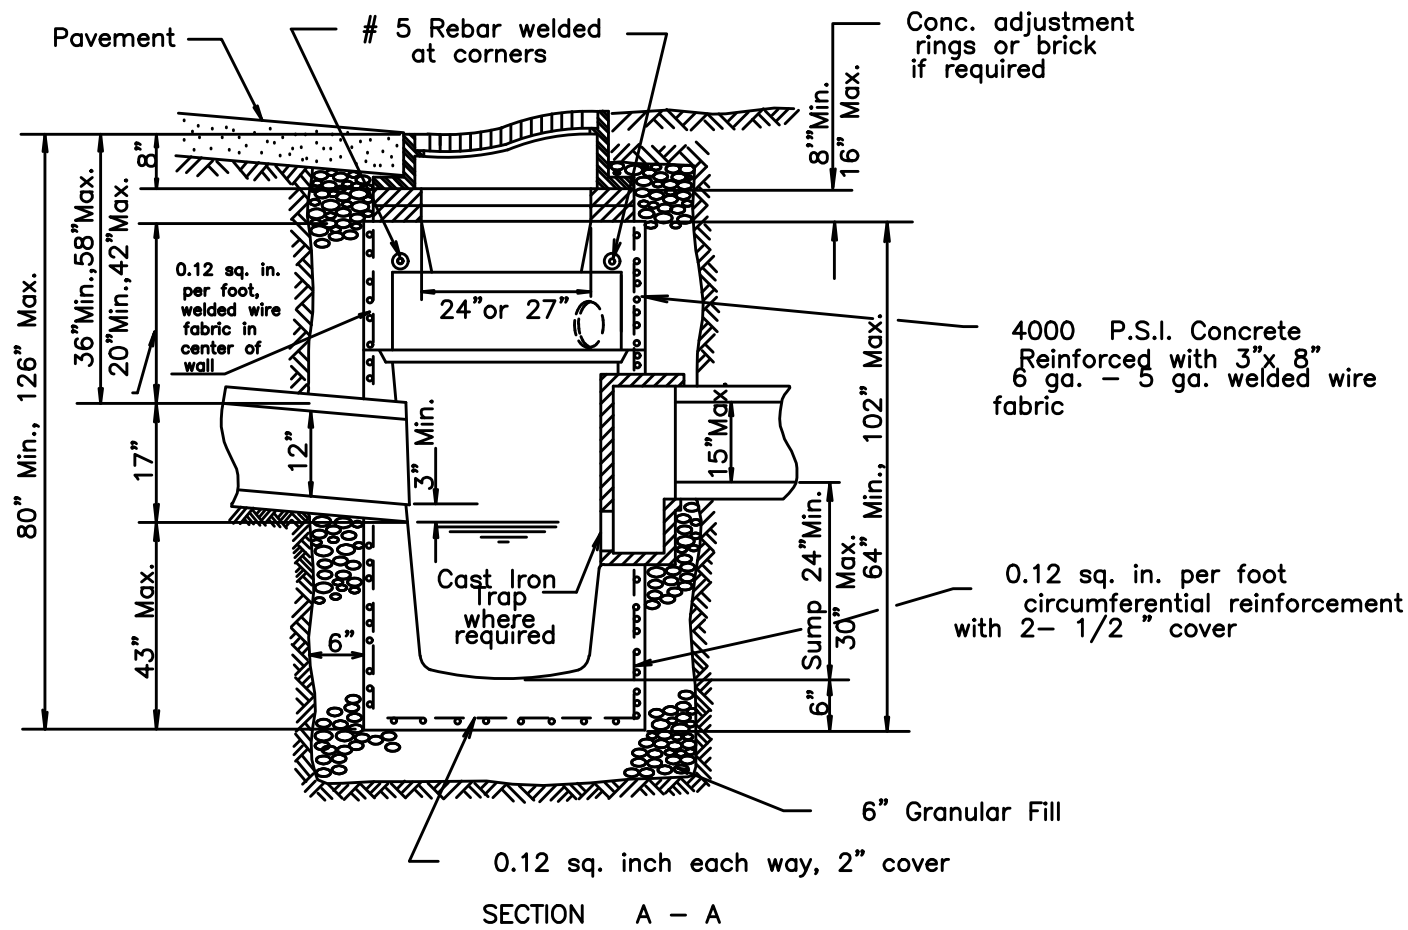 Pavement
# 5 Rebar welded
at corners
Conc. adjustment
rings or brick
if required
8"Min.
16" Max.
8"
36"Min.,58"Max.
20"Min.,42"Max.
80" Min., 126" Max.
0.12 sq. in.
per foot,
welded wire
fabric in
center of
wall
24"or 27"
4000 P.S.I. Concrete
Reinforced with 3"x 8"
6 ga. - 5 ga. welded wire
fabric
17"
12"
3" Min.
15"Max.
64" Min., 102" Max.
43" Max.
6"
Cast Iron
Trap
where
required
Sump 24"Min.
30" Max.
6"
0.12 sq. in. per foot
circumferential reinforcement
with 2- 1/2 " cover
6" Granular Fill
0.12 sq. inch each way, 2" cover
SECTION A - A